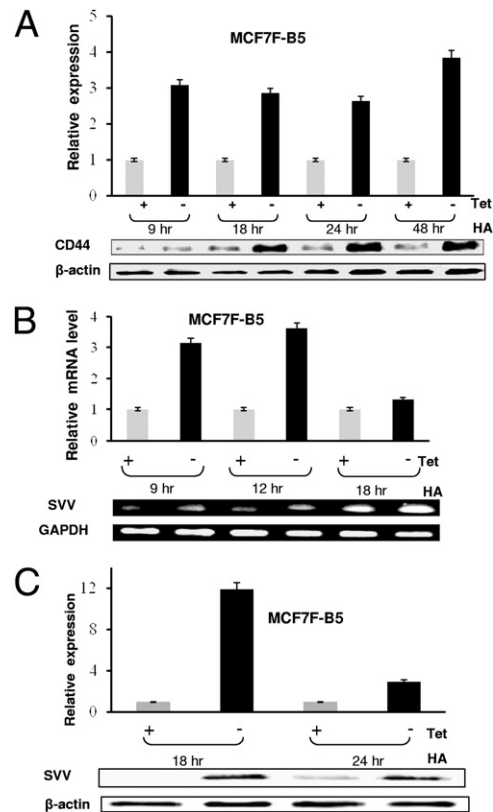 A
MCF7F-B5
Relative expression
5
4
3
2
1
0
+ - + - + - + - Tet
9 hr 18 hr 24 hr 48 hr HA
CD44
β-actin
B
MCF7F-B5
Relative mRNA level
4
3
2
1
0
+ - + - + - Tet
9 hr 12 hr 18 hr HA
SVV
GAPDH
C
MCF7F-B5
Relative expression
12
8
4
0
+ - + - Tet
18 hr 24 hr HA
SVV
β-actin